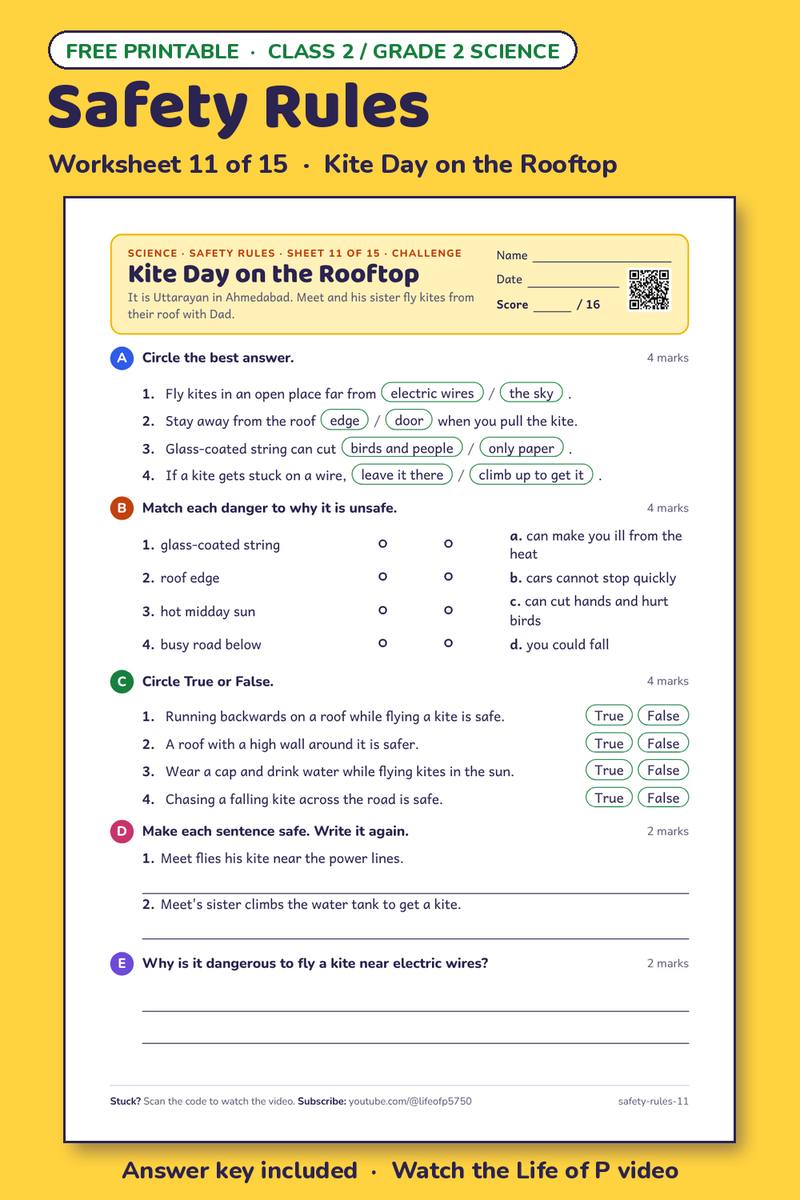 FREE PRINTABLE · CLASS 2 / GRADE 2 SCIENCE
Safety Rules
Worksheet 11 of 15 · Kite Day on the Rooftop
SCIENCE · SAFETY RULES · SHEET 11 OF 15 · CHALLENGE
Kite Day on the Rooftop
It is Uttarayan in Ahmedabad. Meet and his sister fly kites from
their roof with Dad.
Name
Date
Score / 16
A Circle the best answer. 4 marks
1. Fly kites in an open place far from electric wires / the sky .
2. Stay away from the roof edge / door when you pull the kite.
3. Glass-coated string can cut birds and people / only paper .
4. If a kite gets stuck on a wire, leave it there / climb up to get it .
B Match each danger to why it is unsafe. 4 marks
1. glass-coated string a. can make you ill from the
heat
2. roof edge b. cars cannot stop quickly
3. hot midday sun c. can cut hands and hurt
birds
4. busy road below d. you could fall
C Circle True or False. 4 marks
1. Running backwards on a roof while flying a kite is safe. True False
2. A roof with a high wall around it is safer. True False
3. Wear a cap and drink water while flying kites in the sun. True False
4. Chasing a falling kite across the road is safe. True False
D Make each sentence safe. Write it again. 2 marks
1. Meet flies his kite near the power lines.
2. Meet's sister climbs the water tank to get a kite.
E Why is it dangerous to fly a kite near electric wires? 2 marks
Stuck? Scan the code to watch the video. Subscribe: youtube.com/@lifeofp5750 safety-rules-11
Answer key included · Watch the Life of P video